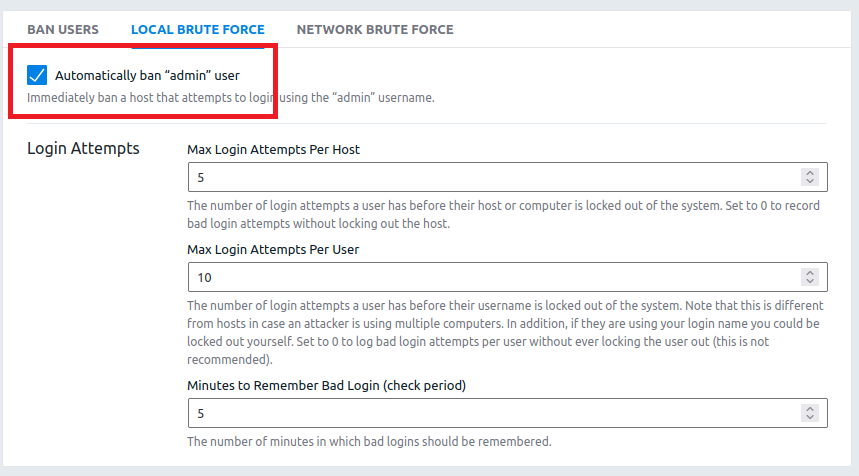 BAN USERS LOCAL BRUTE FORCE NETWORK BRUTE FORCE
Automatically ban “admin” user
Immediately ban a host that attempts to login using the “admin” username.
Login Attempts
Max Login Attempts Per Host
5
The number of login attempts a user has before their host or computer is locked out of the system. Set to 0 to record
bad login attempts without locking out the host.
Max Login Attempts Per User
10
The number of login attempts a user has before their username is locked out of the system. Note that this is different
from hosts in case an attacker is using multiple computers. In addition, if they are using your login name you could be
locked out yourself. Set to 0 to log bad login attempts per user without ever locking the user out (this is not
recommended).
Minutes to Remember Bad Login (check period)
5
The number of minutes in which bad logins should be remembered.